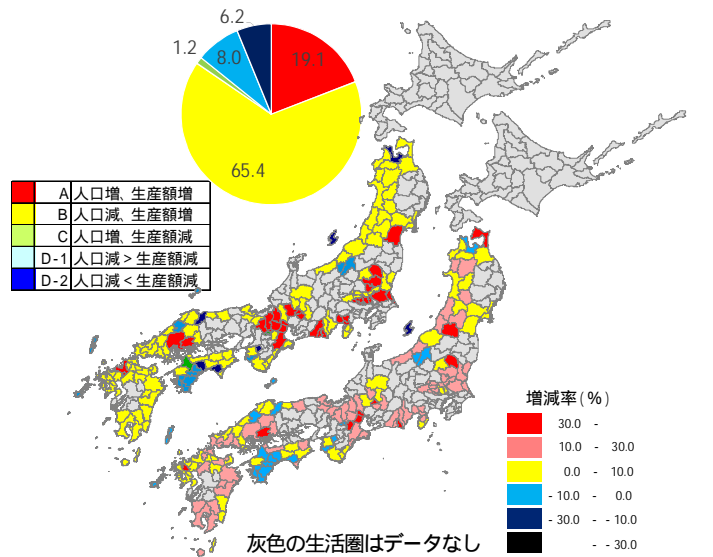 6.2
1.2
8.0
19.1
65.4
A 人口増、生産額増
B 人口減、生産額増
C 人口増、生産額減
D-1 人口減＞生産額減
D-2 人口減＜生産額減
増減率(％)
30.0 -
10.0 - 30.0
0.0 - 10.0
-10.0 - 0.0
-30.0 - -10.0
- -30.0
灰色の生活圏はデータなし